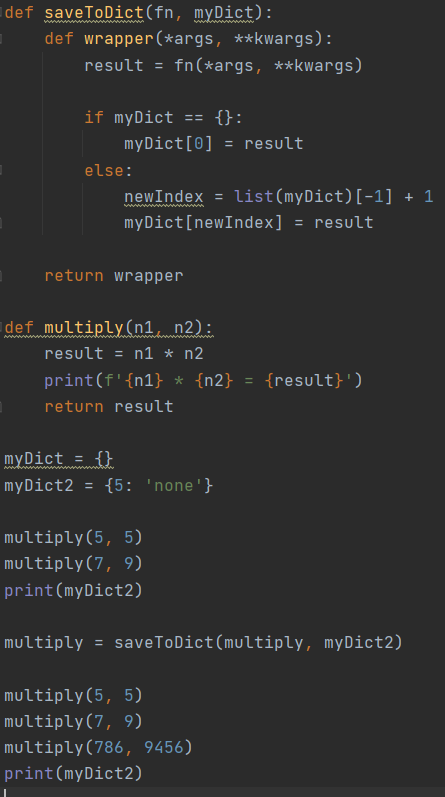 def saveToDict(fn, myDict):
    def wrapper(*args, **kwargs):
        result = fn(*args, **kwargs)

        if myDict == {}:
            myDict[0] = result
        else:
            newIndex = list(myDict)[-1] + 1
            myDict[newIndex] = result

    return wrapper

def multiply(n1, n2):
    result = n1 * n2
    print(f'{n1} * {n2} = {result}')
    return result

myDict = {}
myDict2 = {5: 'none'}

multiply(5, 5)
multiply(7, 9)
print(myDict2)

multiply = saveToDict(multiply, myDict2)

multiply(5, 5)
multiply(7, 9)
multiply(786, 9456)
print(myDict2)